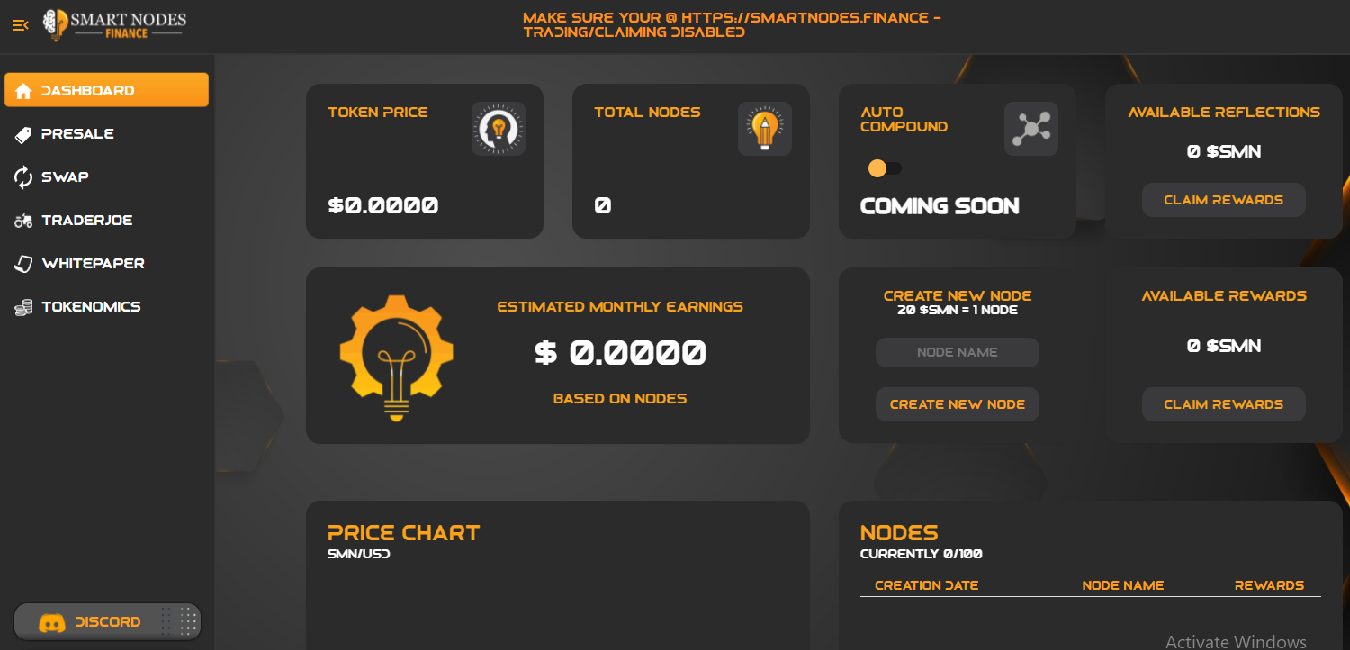 SMART NODES
FINANCE
MAKE SURE YOUR @ HTTPS://SMARTNODES.FINANCE -
TRADING/CLAIMING DISABLED
DASHBOARD
PRESALE
SWAP
TRADERJOE
WHITEPAPER
TOKENOMICS
DISCORD
TOKEN PRICE
$0.0000
TOTAL NODES
0
AUTO
COMPOUND
COMING SOON
AVAILABLE REFLECTIONS
0 $SMN
CLAIM REWARDS
ESTIMATED MONTHLY EARNINGS
$ 0.0000
BASED ON NODES
CREATE NEW NODE
20 $SMN = 1 NODE
NODE NAME
CREATE NEW NODE
AVAILABLE REWARDS
0 $SMN
CLAIM REWARDS
PRICE CHART
SMN/USD
NODES
CURRENTLY 0/100
CREATION DATE NODE NAME REWARDS
Activate Windows